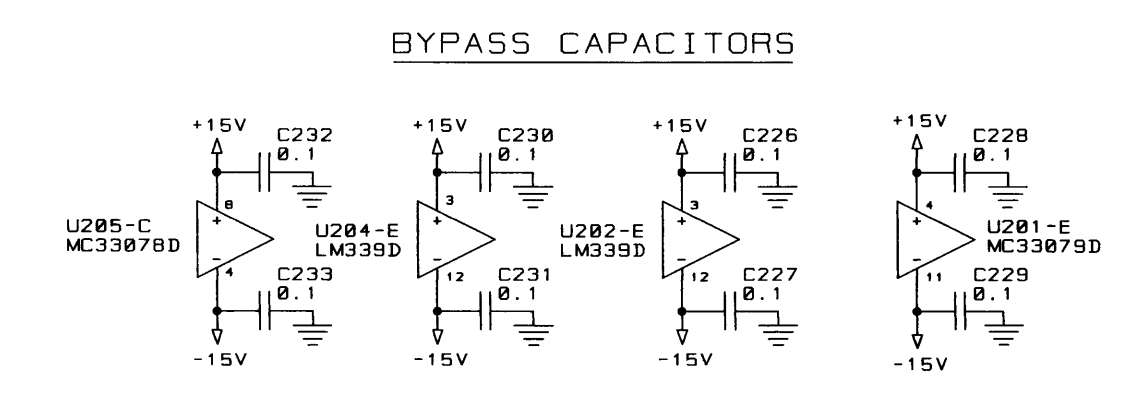 BYPASS CAPACITORS
+15V
C232
0.1
8
U205-C
MC33078D
+
-
4
C233
0.1
-15V
+15V
C230
0.1
3
U204-E
LM339D
+
-
12
C231
0.1
-15V
+15V
C226
0.1
3
U202-E
LM339D
+
-
12
C227
0.1
-15V
+15V
C228
0.1
4
U201-E
MC33079D
+
-
11
C229
0.1
-15V